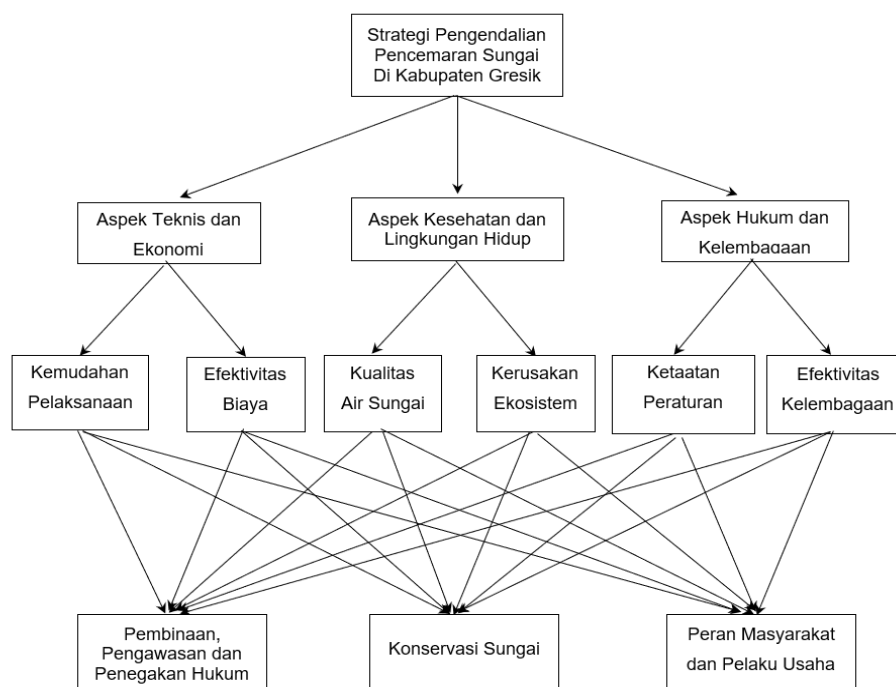 Strategi Pengendalian
Pencemaran Sungai
Di Kabupaten Gresik
Aspek Teknis dan
Ekonomi
Aspek Kesehatan dan
Lingkungan Hidup
Aspek Hukum dan
Kelembagaan
Kemudahan
Pelaksanaan
Efektivitas
Biaya
Kualitas
Air Sungai
Kerusakan
Ekosistem
Ketaatan
Peraturan
Efektivitas
Kelembagaan
Pembinaan,
Pengawasan dan
Penegakan Hukum
Konservasi Sungai
Peran Masyarakat
dan Pelaku Usaha